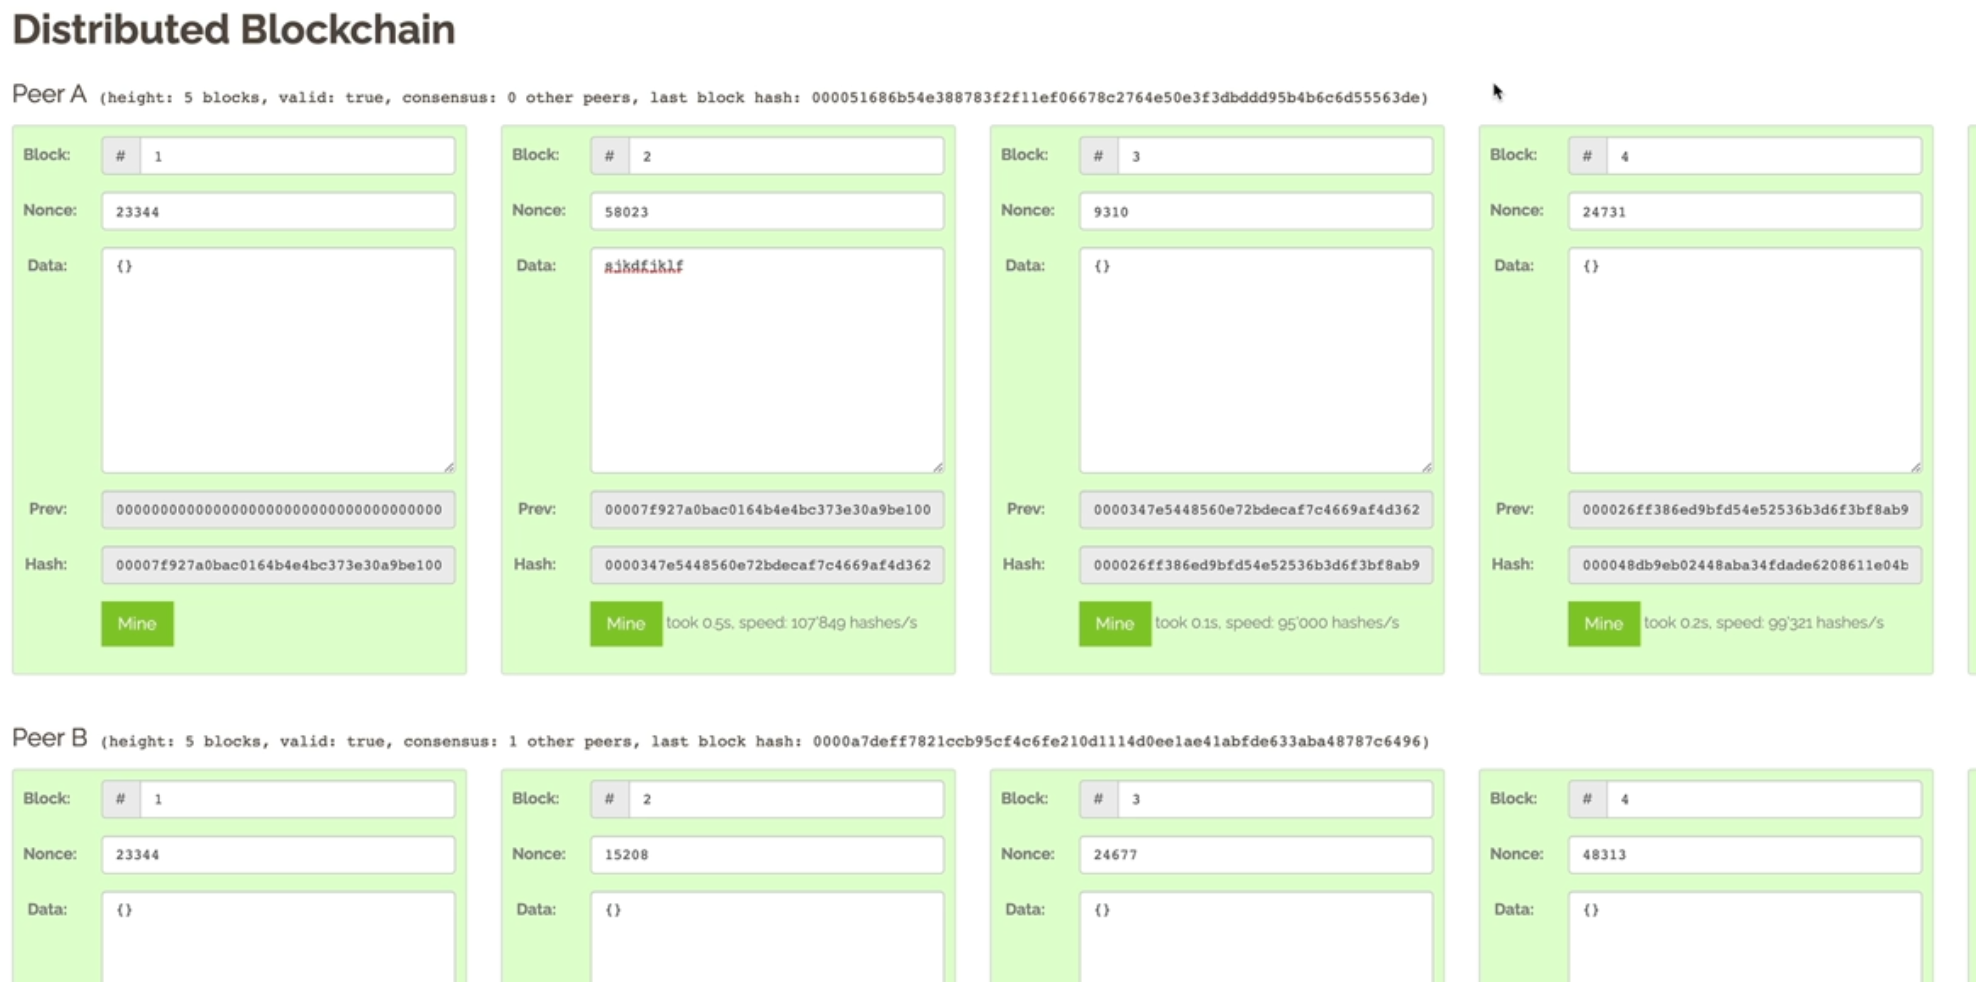 Distributed Blockchain
Peer A (height: 5 blocks, valid: true, consensus: 0 other peers, last block hash: 000051686b54e388783f2f11ef06678c2764e50e3f3dbddd95b4b6c6d55563de)
Block: # 1
Nonce: 23344
Data: {}
Prev: 0000000000000000000000000000000000000
Hash: 00007f927a0bac0164b4e4bc373e30a9be100
Mine
Block: # 2
Nonce: 58023
Data: sjkdfjklf
Prev: 00007f927a0bac0164b4e4bc373e30a9be100
Hash: 0000347e5448560e72bdecaf7c4669af4d362
Mine took 0.5s, speed: 107'849 hashes/s
Block: # 3
Nonce: 9310
Data: {}
Prev: 0000347e5448560e72bdecaf7c4669af4d362
Hash: 000026ff386ed9bfd54e52536b3d6f3bf8ab9
Mine took 0.1s, speed: 95'000 hashes/s
Block: # 4
Nonce: 24731
Data: {}
Prev: 000026ff386ed9bfd54e52536b3d6f3bf8ab9
Hash: 000048db9eb02448aba34fdade6208611e04b
Mine took 0.2s, speed: 99'321 hashes/s
Peer B (height: 5 blocks, valid: true, consensus: 1 other peers, last block hash: 0000a7deff7821ccb95cf4c6fe210d1114d0ee1ae41abfde633aba48787c6496)
Block: # 1
Nonce: 23344
Data: {}
Block: # 2
Nonce: 15208
Data: {}
Block: # 3
Nonce: 24677
Data: {}
Block: # 4
Nonce: 48313
Data: {}